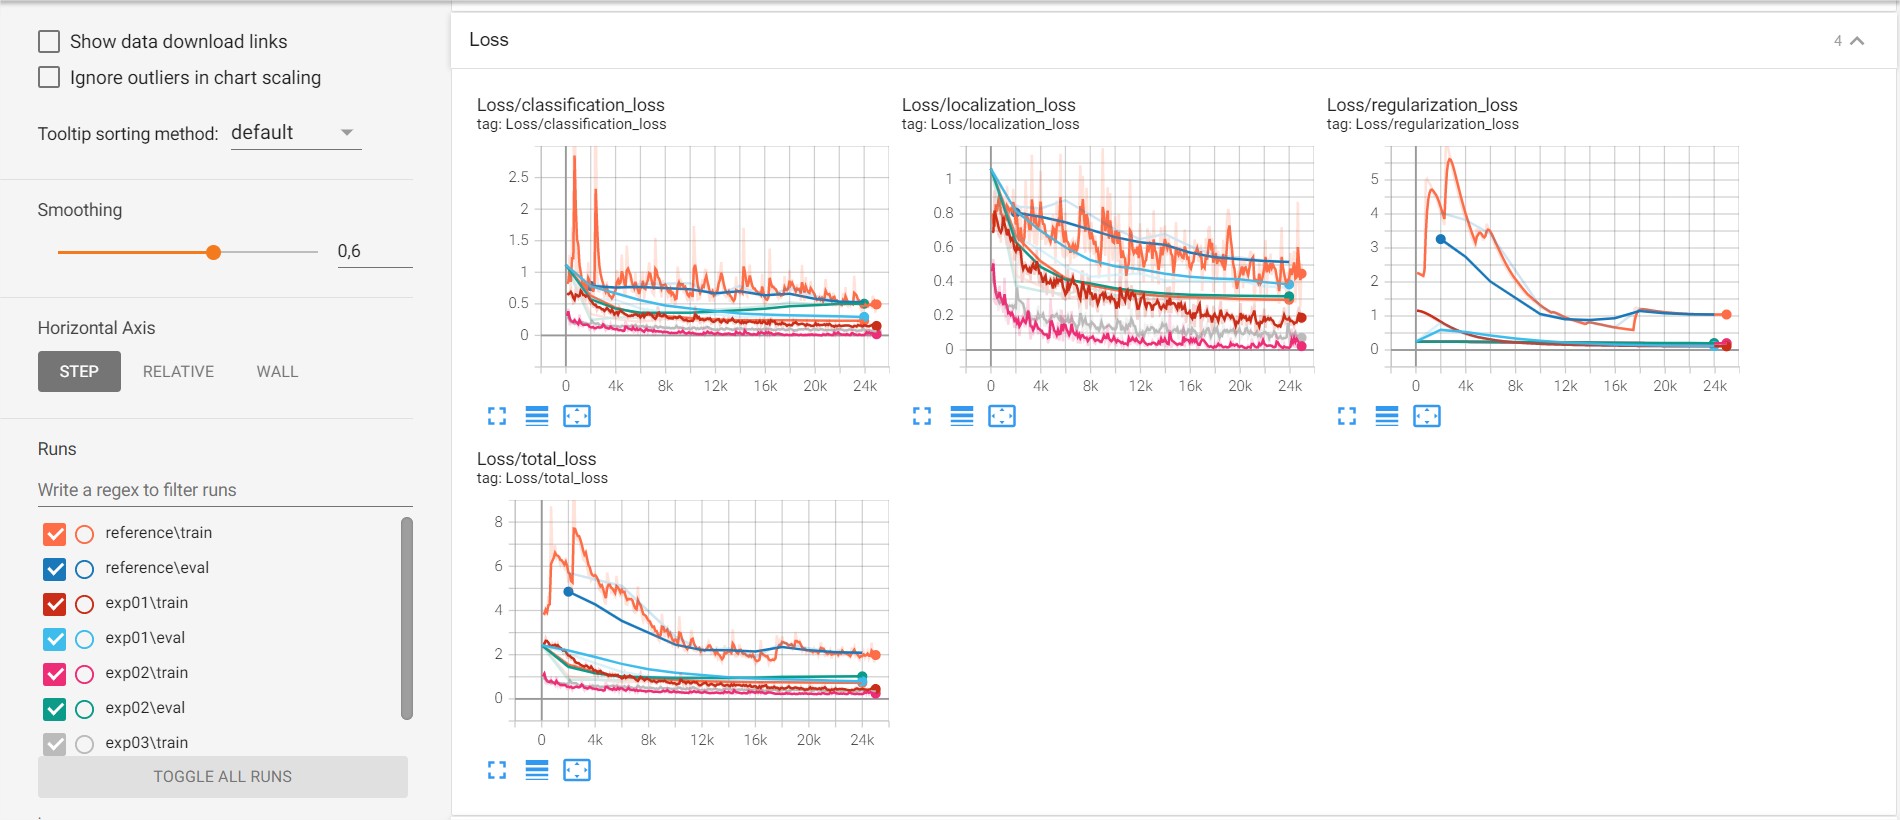 Show data download links
Ignore outliers in chart scaling
Tooltip sorting method: default
Smoothing
0,6
Horizontal Axis
STEP RELATIVE WALL
Runs
Write a regex to filter runs
reference\train
reference\eval
exp01\train
exp01\eval
exp02\train
exp02\eval
exp03\train
TOGGLE ALL RUNS
Loss 4
Loss/classification_loss
tag: Loss/classification_loss
2.5
2
1.5
1
0.5
0
0 4k 8k 12k 16k 20k 24k
Loss/localization_loss
tag: Loss/localization_loss
1
0.8
0.6
0.4
0.2
0
0 4k 8k 12k 16k 20k 24k
Loss/regularization_loss
tag: Loss/regularization_loss
5
4
3
2
1
0
0 4k 8k 12k 16k 20k 24k
Loss/total_loss
tag: Loss/total_loss
8
6
4
2
0
0 4k 8k 12k 16k 20k 24k